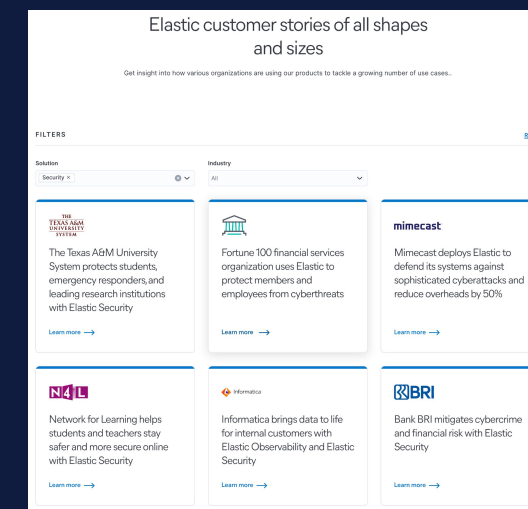 Elastic customer stories of all shapes
and sizes
Get insight into how various organizations are using our products to tackle a growing number of use cases..
FILTERS
Solution
Security ×
Industry
All
THE
TEXAS A&M
UNIVERSITY
SYSTEM
The Texas A&M University
System protects students,
emergency responders, and
leading research institutions
with Elastic Security
Learn more →
Fortune 100 financial services
organization uses Elastic to
protect members and
employees from cyberthreats
Learn more →
mimecast
Mimecast deploys Elastic to
defend its systems against
sophisticated cyberattacks and
reduce overheads by 50%
Learn more →
N4L
Network for Learning helps
students and teachers stay
safer and more secure online
with Elastic Security
Learn more →
Informatica
Informatica brings data to life
for internal customers with
Elastic Observability and Elastic
Security
Learn more →
BRI
Bank BRI mitigates cybercrime
and financial risk with Elastic
Security
Learn more →